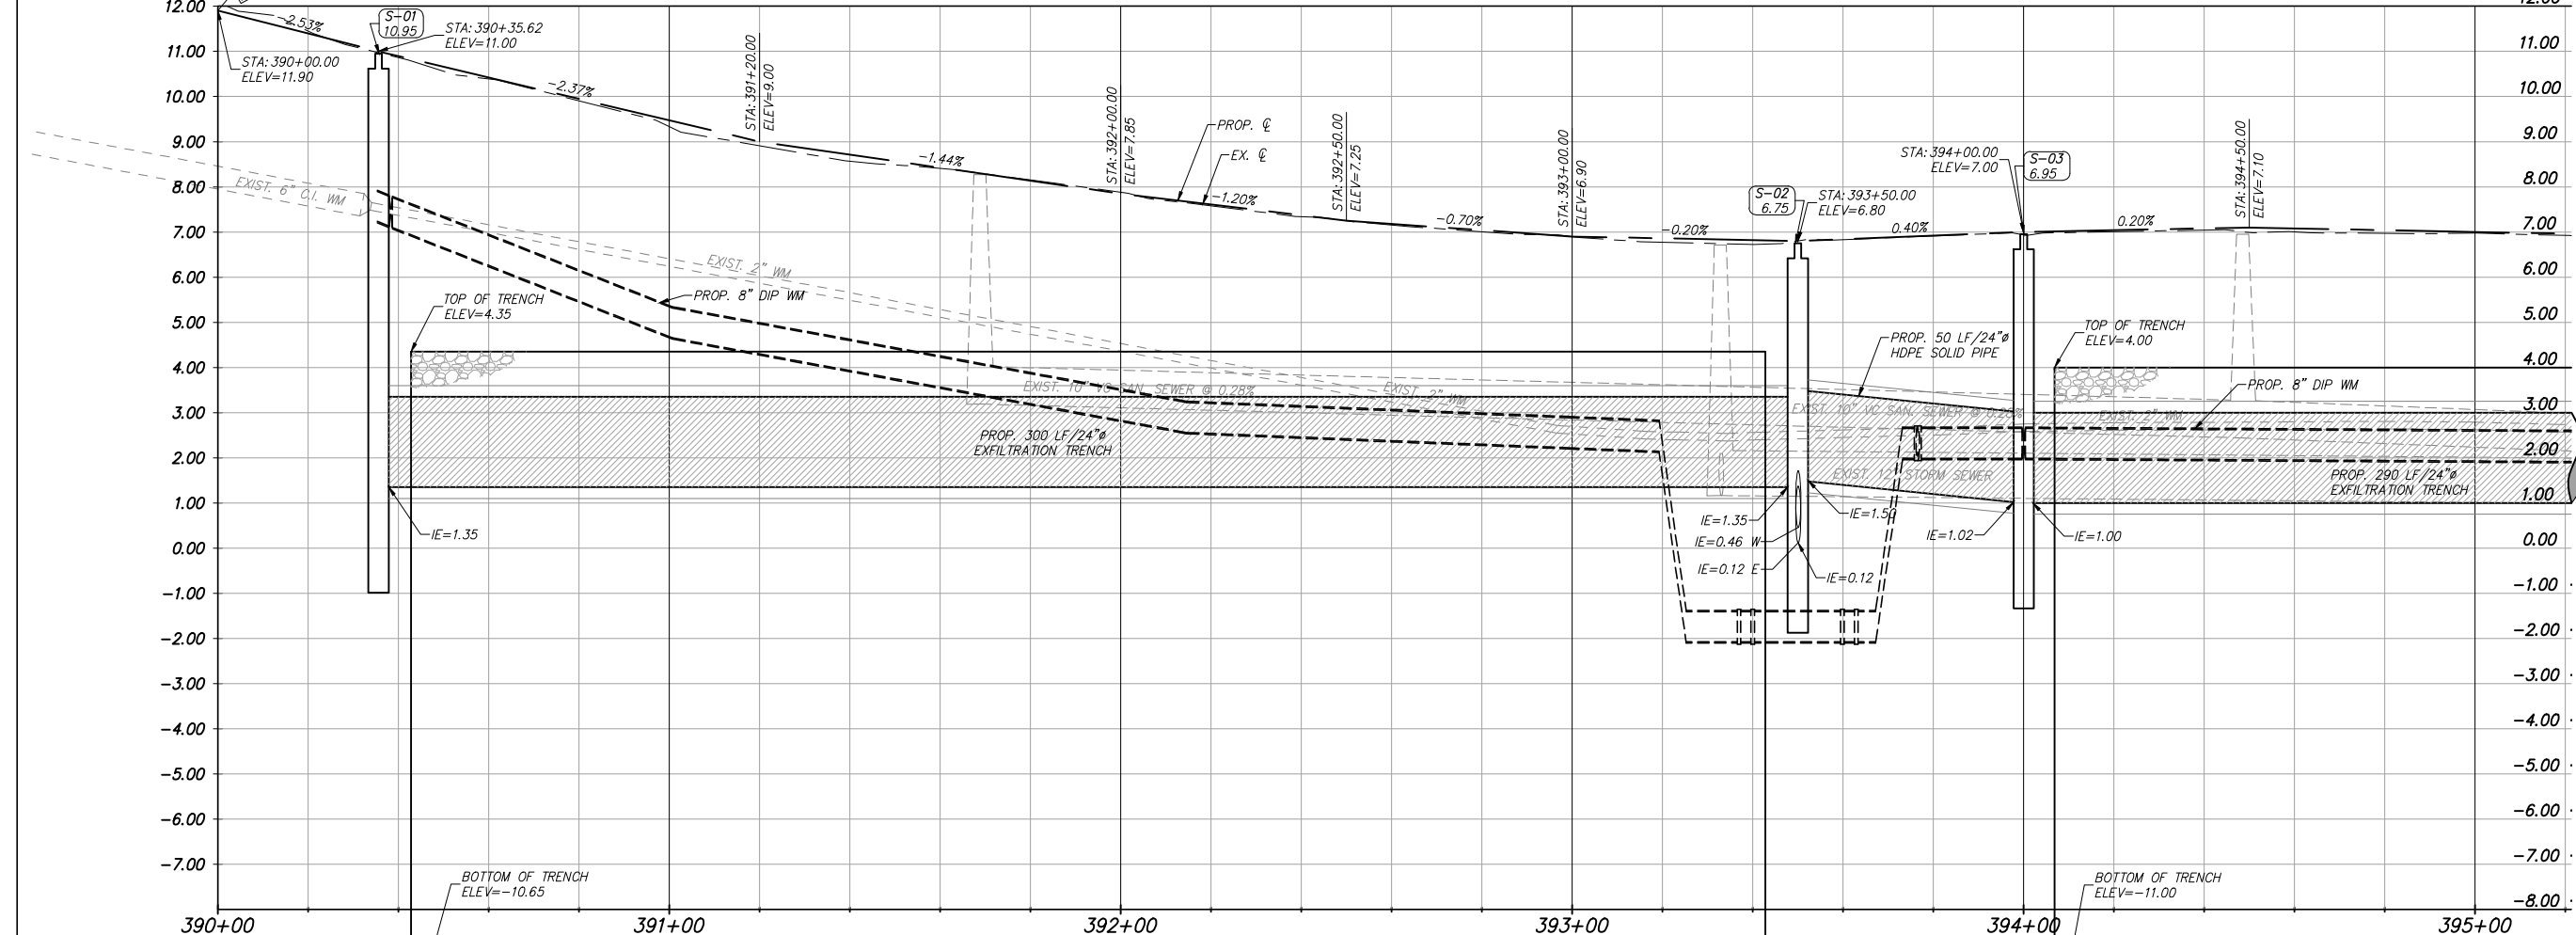 12.00
11.00
10.00
9.00
8.00
7.00
6.00
5.00
4.00
3.00
2.00
1.00
0.00
-1.00
-2.00
-3.00
-4.00
-5.00
-6.00
-7.00
-2.53%
S-01
10.95
STA: 390+35.62
ELEV=11.00
STA: 390+00.00
ELEV=11.90
-2.37%
STA: 391+20.00
ELEV=9.00
-1.44%
STA: 392+00.00
ELEV=7.85
PROP. ℄
EX. ℄
-1.20%
STA: 392+50.00
ELEV=7.25
-0.70%
STA: 393+00.00
ELEV=6.90
-0.20%
S-02
6.75
STA: 393+50.00
ELEV=6.80
0.40%
STA: 394+00.00
ELEV=7.00
S-03
6.95
0.20%
STA: 394+50.00
ELEV=7.10
EXIST. 6" C.I. WM
EXIST. 2" WM
PROP. 8" DIP WM
TOP OF TRENCH
ELEV=4.35
EXIST. 10" VC SAN. SEWER @ 0.28%
EXIST. 2" WM
PROP. 300 LF/24"ø
EXFILTRATION TRENCH
PROP. 50 LF/24"ø
HDPE SOLID PIPE
TOP OF TRENCH
ELEV=4.00
PROP. 8" DIP WM
EXIST. 10" VC SAN. SEWER @ 0.28%
EXIST. 2" WM
EXIST. 12" STORM SEWER
PROP. 290 LF/24"ø
EXFILTRATION TRENCH
IE=1.35
IE=1.35
IE=0.46 W
IE=0.12 E
IE=0.12
IE=1.50
IE=1.02
IE=1.00
BOTTOM OF TRENCH
ELEV=-10.65
BOTTOM OF TRENCH
ELEV=-11.00
12.00
11.00
10.00
9.00
8.00
7.00
6.00
5.00
4.00
3.00
2.00
1.00
0.00
-1.00
-2.00
-3.00
-4.00
-5.00
-6.00
-7.00
-8.00
390+00
391+00
392+00
393+00
394+00
395+00